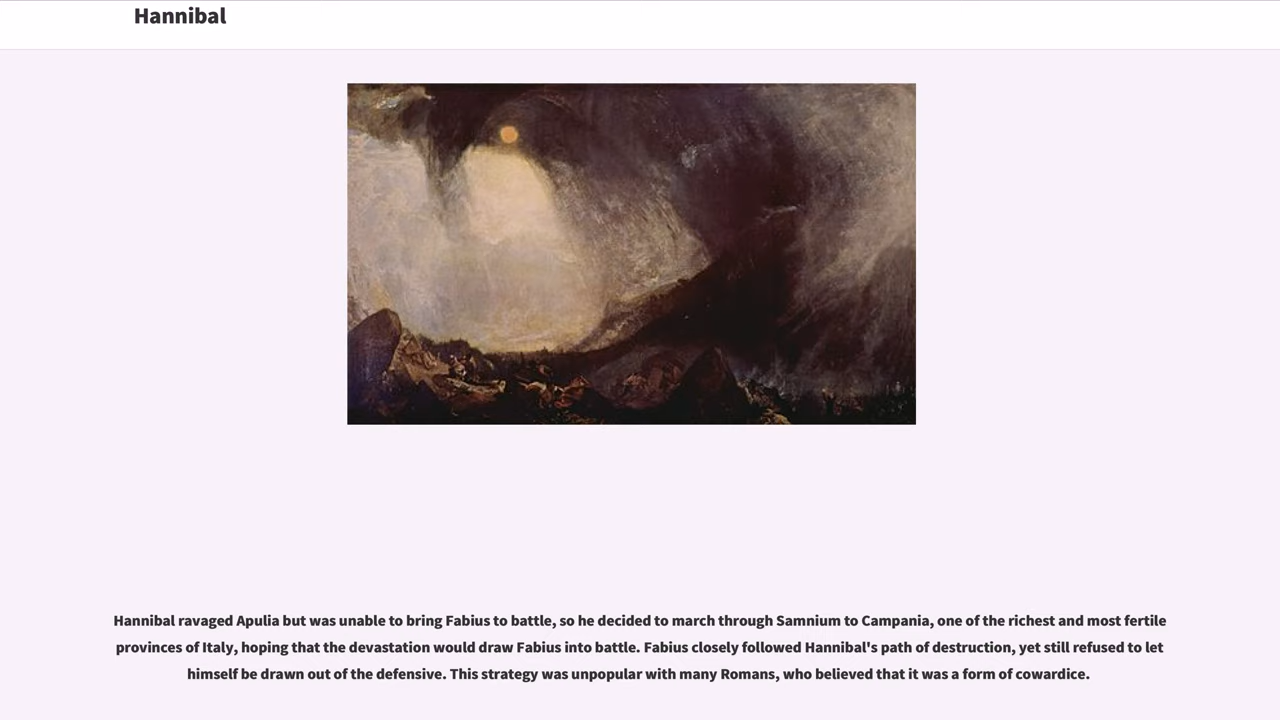 Hannibal
Hannibal ravaged Apulia but was unable to bring Fabius to battle, so he decided to march through Samnium to Campania, one of the richest and most fertile
provinces of Italy, hoping that the devastation would draw Fabius into battle. Fabius closely followed Hannibal's path of destruction, yet still refused to let
himself be drawn out of the defensive. This strategy was unpopular with many Romans, who believed that it was a form of cowardice.